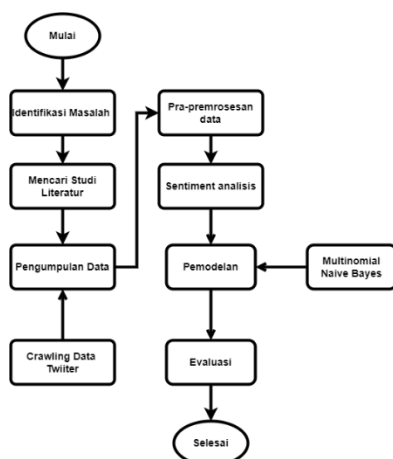 Mulai
Identifikasi Masalah
Mencari Studi
Literatur
Pengumpulan Data
Crawling Data
Twiiter
Pra-premrosesan
data
Sentiment analisis
Pemodelan
Multinomial
Naive Bayes
Evaluasi
Selesai